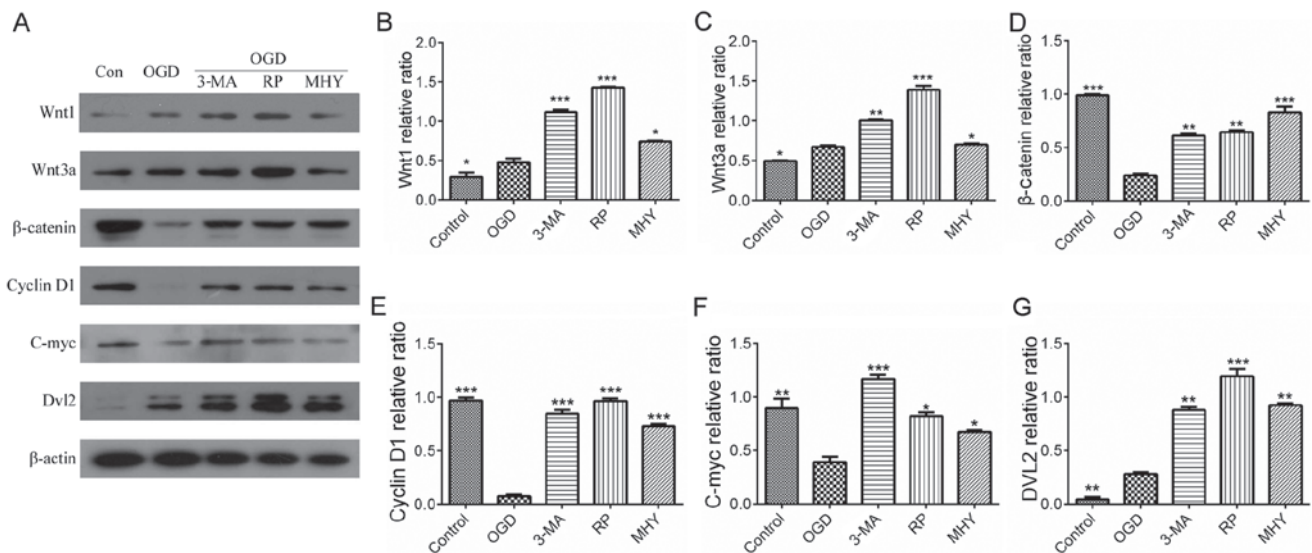 A
OGD
Con OGD 3-MA RP MHY
Wnt1
Wnt3a
β-catenin
Cyclin D1
C-myc
Dvl2
β-actin
B
Wnt1 relative ratio
2.0
1.5
1.0
0.5
0.0
* *** *** *
Control OGD 3-MA RP MHY
C
Wnt3a relative ratio
2.0
1.5
1.0
0.5
0.0
* ** *** *
Control OGD 3-MA RP MHY
D
β-catenin relative ratio
1.5
1.0
0.5
0.0
*** ** ** ***
Control OGD 3-MA RP MHY
E
Cyclin D1 relative ratio
1.5
1.0
0.5
0.0
*** *** *** ***
Control OGD 3-MA RP MHY
F
C-myc relative ratio
1.5
1.0
0.5
0.0
** *** * *
Control OGD 3-MA RP MHY
G
DVL2 relative ratio
1.5
1.0
0.5
0.0
** ** *** **
Control OGD 3-MA RP MHY